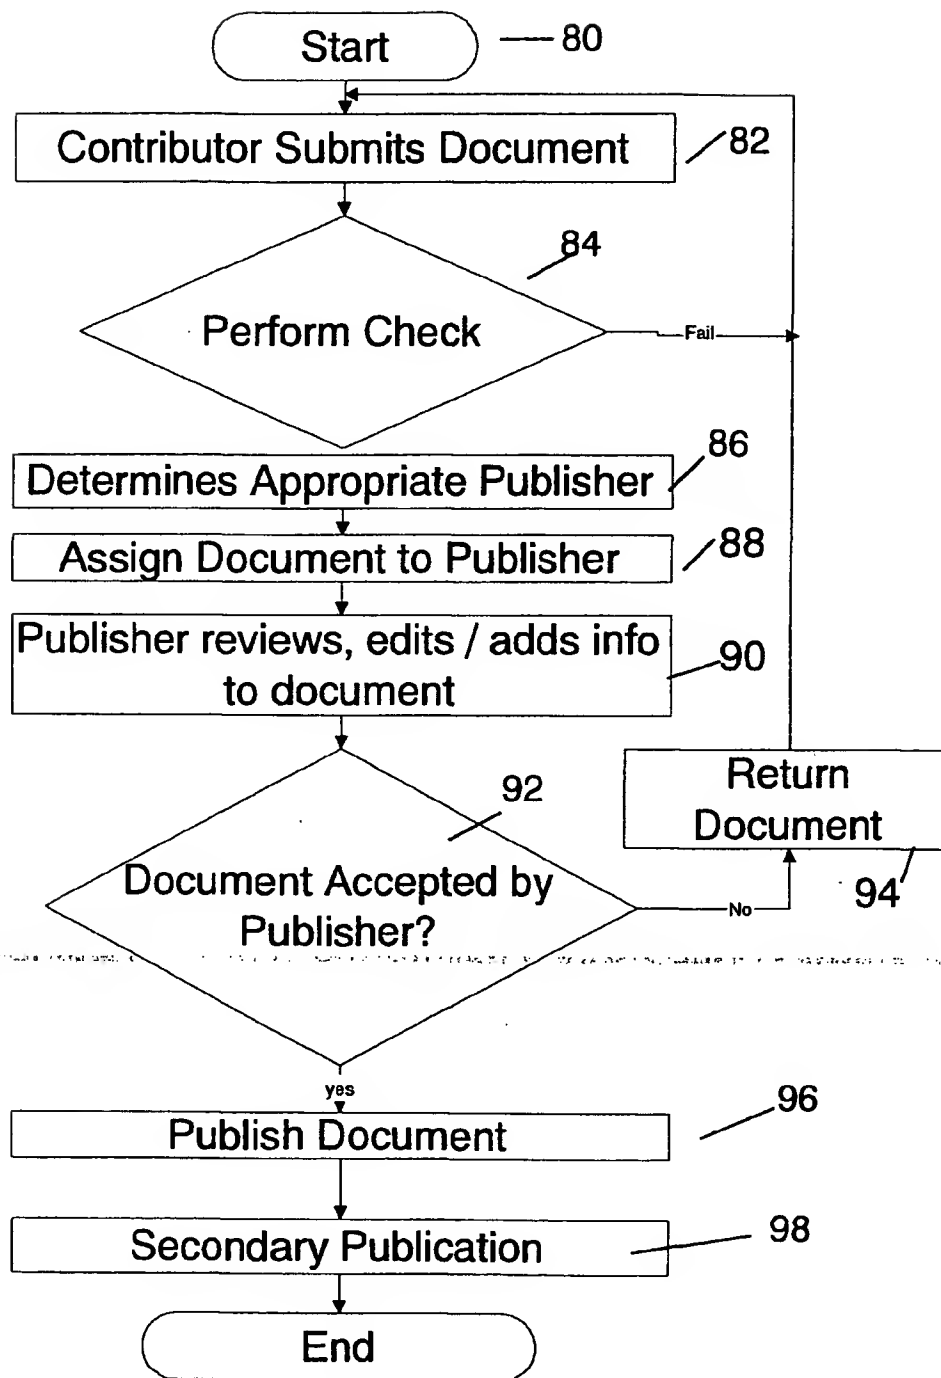 Start
80
Contributor Submits Document
82
84
Perform Check
Fail
86
Determines Appropriate Publisher
Assign Document to Publisher
88
Publisher reviews, edits / adds info
to document
90
92
Return
Document
94
Document Accepted by
Publisher?
No
yes
96
Publish Document
Secondary Publication
98
End